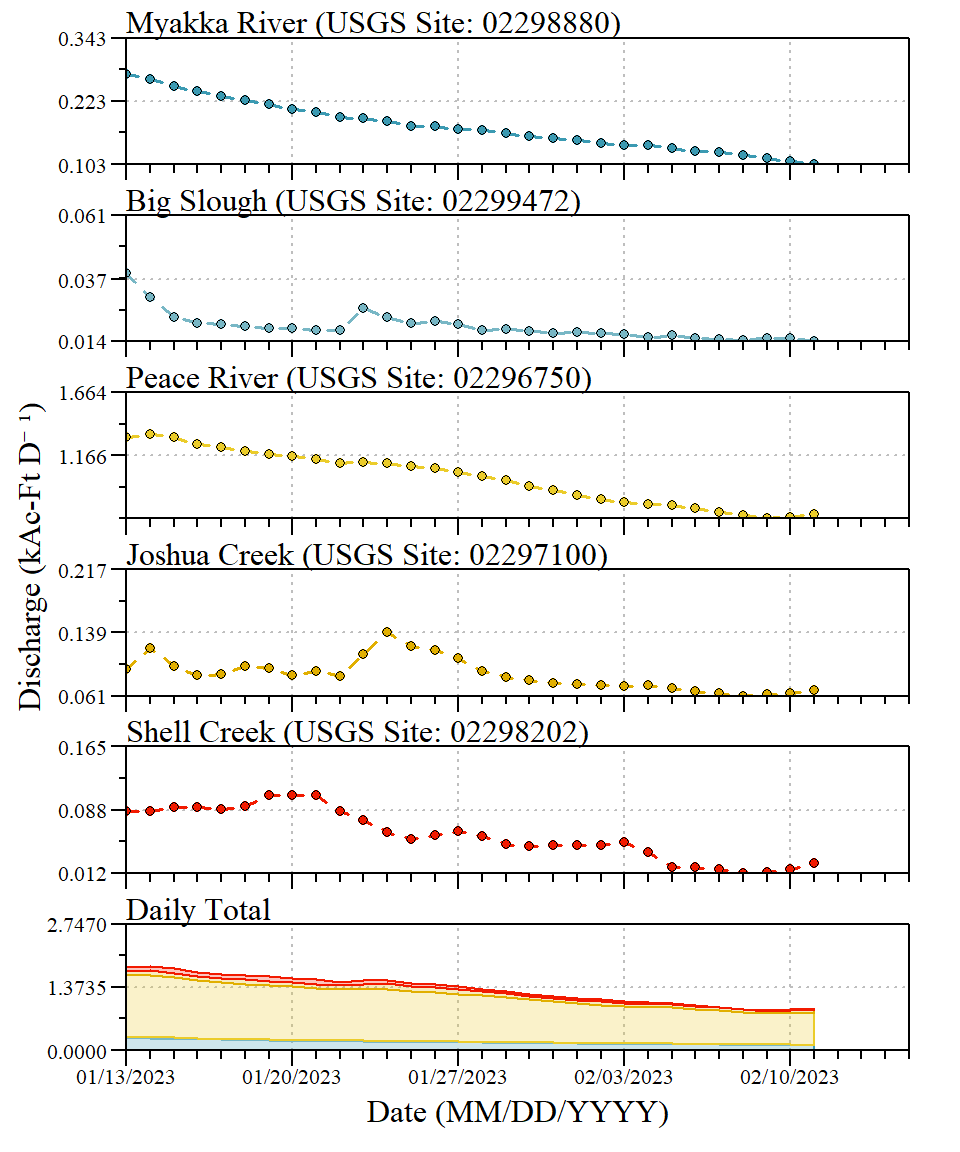 Myakka River (USGS Site: 02298880)
0.343
0.223
0.103
Big Slough (USGS Site: 02299472)
0.061
0.037
0.014
Peace River (USGS Site: 02296750)
1.664
1.166
Joshua Creek (USGS Site: 02297100)
0.217
0.139
0.061
Shell Creek (USGS Site: 02298202)
0.165
0.088
0.012
Daily Total
2.7470
1.3735
0.0000
01/13/2023 01/20/2023 01/27/2023 02/03/2023 02/10/2023
Date (MM/DD/YYYY)
Discharge (kAc-Ft D⁻¹)